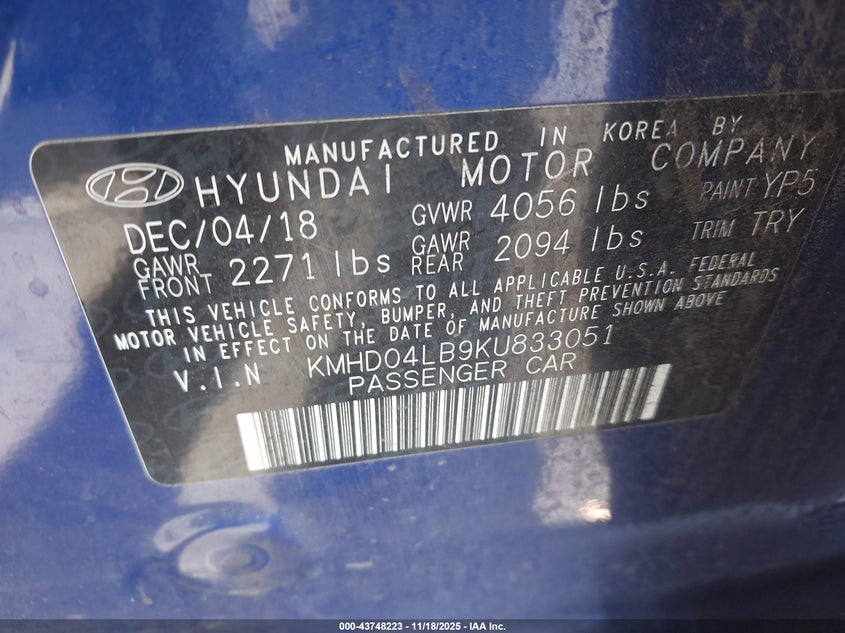 MANUFACTURED IN KOREA BY
HYUNDAI MOTOR COMPANY
DEC/04/18 GVWR 4056 lbs PAINT YP5
GAWR FRONT 2271 lbs GAWR REAR 2094 lbs TRIM TRY
THIS VEHICLE CONFORMS TO ALL APPLICABLE U.S.A. FEDERAL
MOTOR VEHICLE SAFETY, BUMPER, AND THEFT PREVENTION STANDARDS
IN EFFECT ON THE DATE OF MANUFACTURE SHOWN ABOVE
V.I.N KMHD04LB9KU833051
PASSENGER CAR
000-43748223 - 11/18/2025 - IAA Inc.